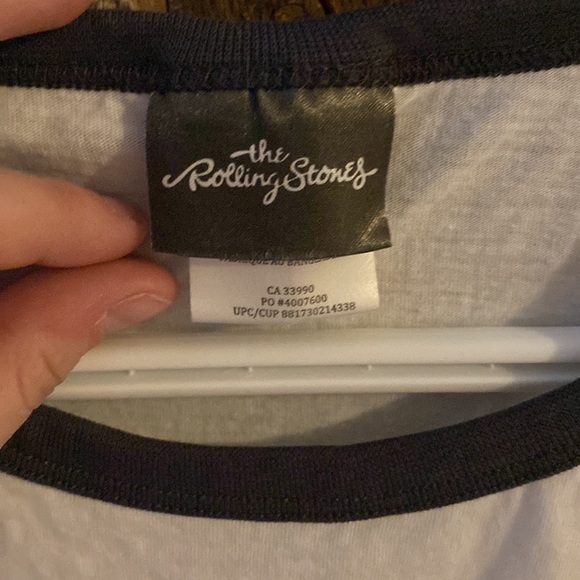 the
Rolling Stones
CA 33990
PO #4007600
UPC/CUP 881730214338